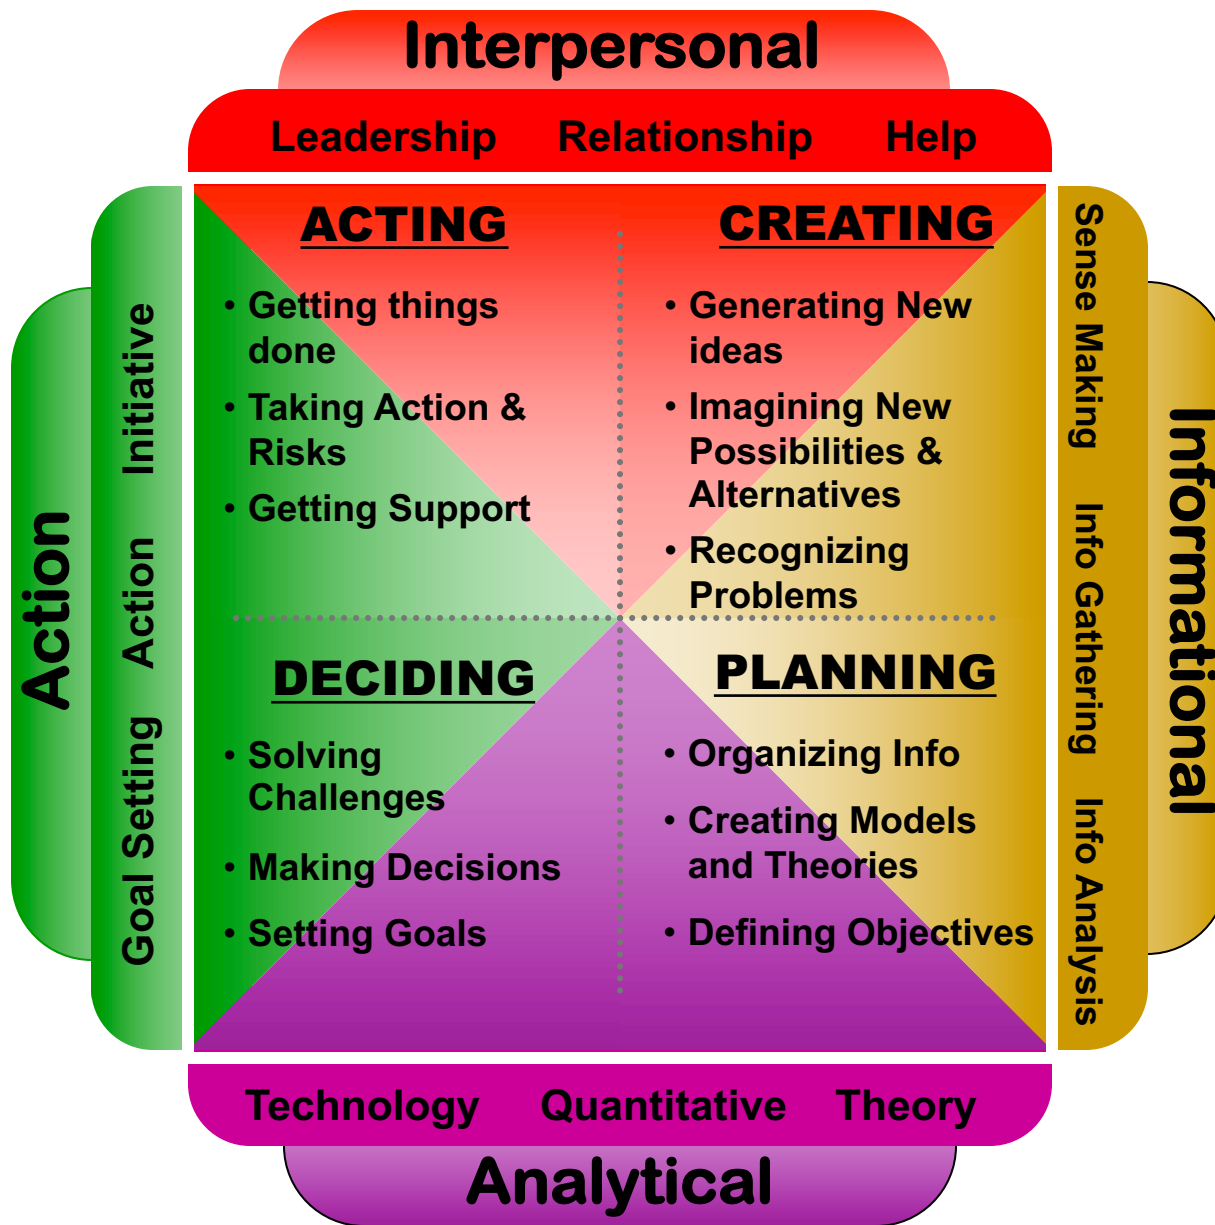 Interpersonal
Leadership Relationship Help
ACTING
• Getting things
done
• Taking Action &
Risks
• Getting Support
CREATING
• Generating New
ideas
• Imagining New
Possibilities &
Alternatives
• Recognizing
Problems
DECIDING
• Solving
Challenges
• Making Decisions
• Setting Goals
PLANNING
• Organizing Info
• Creating Models
and Theories
• Defining Objectives
Action
Goal Setting Action Initiative
Sense Making Info Gathering Info Analysis
Informational
Technology Quantitative Theory
Analytical